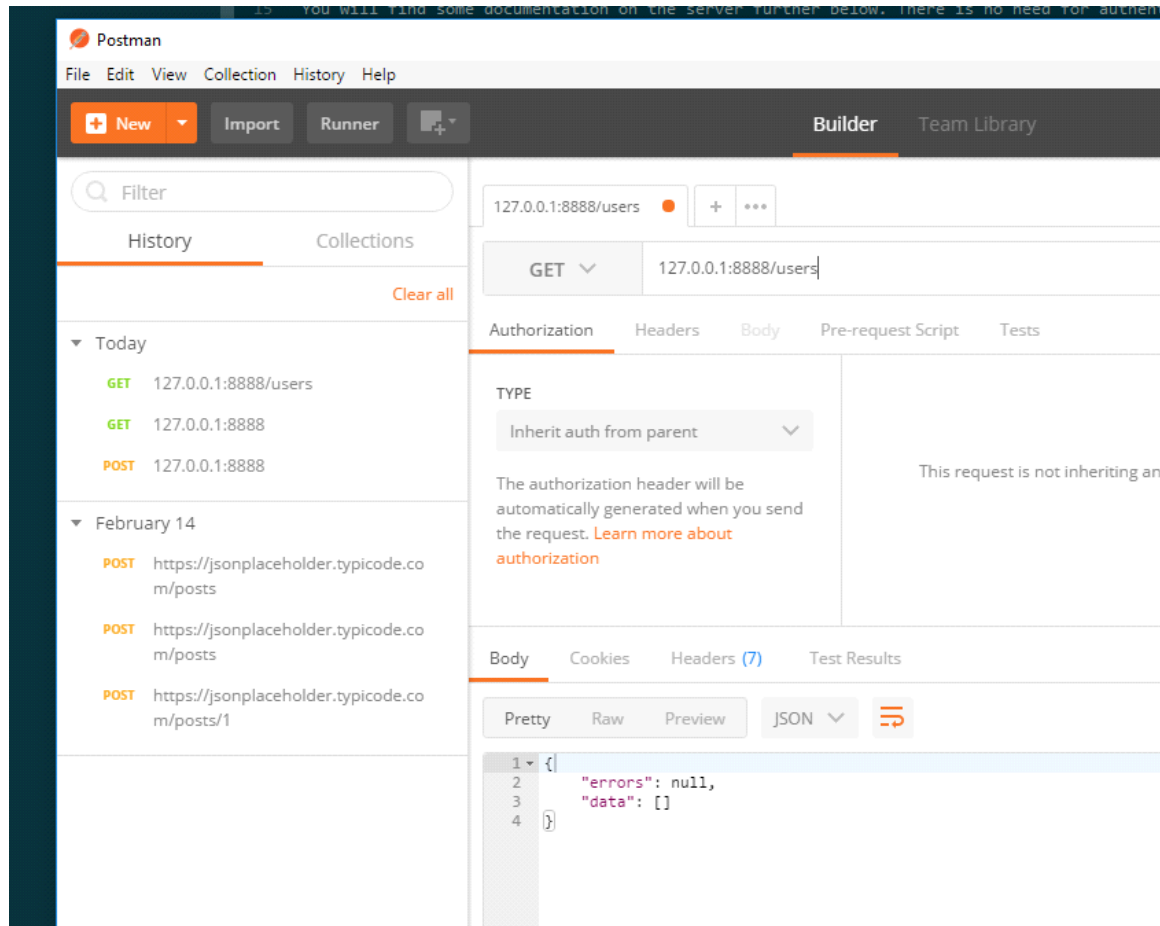 15 You will find some documentation on the server further below. There is no need for authent
Postman
File Edit View Collection History Help
New Import Runner Builder Team Library
Filter
History Collections
Clear all
Today
GET 127.0.0.1:8888/users
GET 127.0.0.1:8888
POST 127.0.0.1:8888
February 14
POST https://jsonplaceholder.typicode.co
m/posts
POST https://jsonplaceholder.typicode.co
m/posts
POST https://jsonplaceholder.typicode.co
m/posts/1
127.0.0.1:8888/users + •••
GET 127.0.0.1:8888/users
Authorization Headers Body Pre-request Script Tests
TYPE
Inherit auth from parent
The authorization header will be
automatically generated when you send
the request. Learn more about
authorization
This request is not inheriting an
Body Cookies Headers (7) Test Results
Pretty Raw Preview JSON
1 {
2 "errors": null,
3 "data": []
4 }